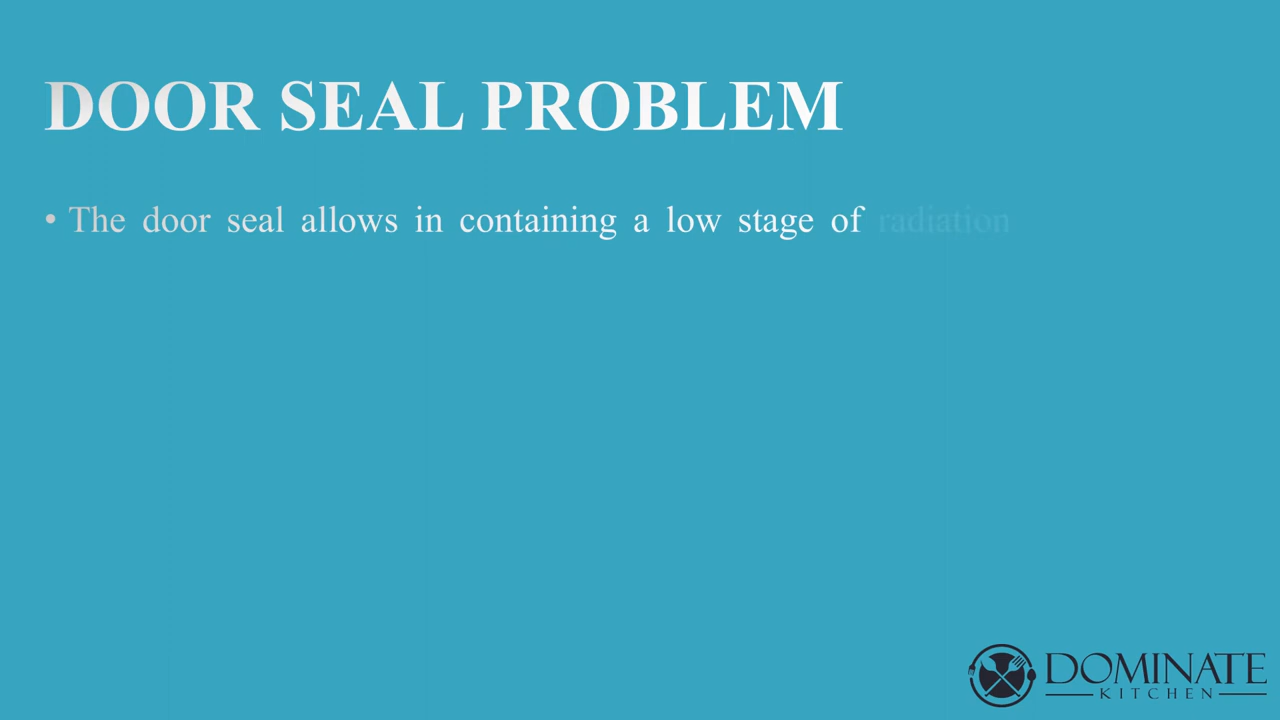 DOOR SEAL PROBLEM
• The door seal allows in containing a low stage of radiation
DOMINATE
KITCHEN